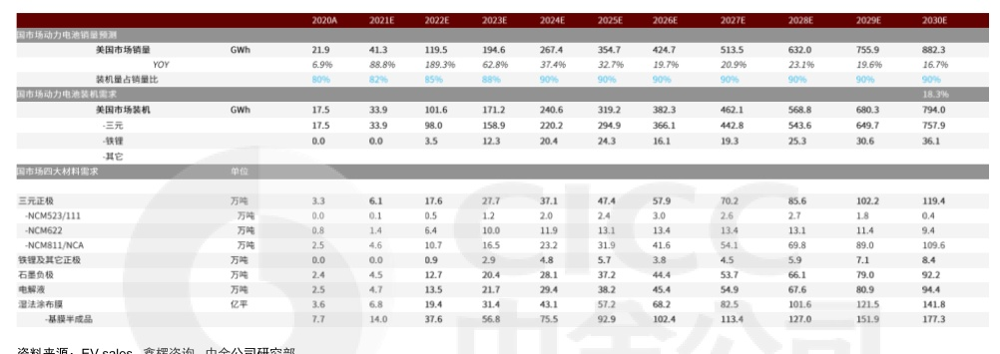 2020A 2021E 2022E 2023E 2024E 2025E 2026E 2027E 2028E 2029E 2030E
国市场动力电池销量预测
美国市场销量 GWh 21.9 41.3 119.5 194.6 267.4 354.7 424.7 513.5 632.0 755.9 882.3
YOY 6.9% 88.8% 189.3% 62.8% 37.4% 32.7% 19.7% 20.9% 23.1% 19.6% 16.7%
装机量占销量比 80% 82% 85% 88% 90% 90% 90% 90% 90% 90% 90%
国市场动力电池装机需求 18.3%
美国市场装机 GWh 17.5 33.9 101.6 171.2 240.6 319.2 382.3 462.1 568.8 680.3 794.0
-三元 17.5 33.9 98.0 158.9 220.2 294.9 366.1 442.8 543.6 649.7 757.9
-铁锂 0.0 0.0 3.5 12.3 20.4 24.3 16.1 19.3 25.3 30.6 36.1
-其它
国市场四大材料需求 单位
三元正极 万吨 3.3 6.1 17.6 27.7 37.1 47.4 57.9 70.2 85.6 102.2 119.4
-NCM523/111 万吨 0.0 0.1 0.5 1.2 2.0 2.4 3.0 2.6 2.7 1.8 0.4
-NCM622 万吨 0.8 1.4 6.4 10.0 11.9 13.1 13.4 13.4 13.1 11.4 9.4
-NCM811/NCA 万吨 2.5 4.6 10.7 16.5 23.2 31.9 41.6 54.1 69.8 89.0 109.6
铁锂及其它正极 万吨 0.0 0.0 0.9 2.9 4.8 5.7 3.8 4.5 5.9 7.1 8.4
石墨负极 万吨 2.4 4.5 12.7 20.4 28.1 37.2 44.4 53.7 66.1 79.0 92.2
电解液 万吨 2.5 4.7 13.5 21.7 29.4 38.2 45.4 54.9 67.6 80.9 94.4
湿法涂布膜 亿平 3.6 6.8 19.4 31.4 43.1 57.2 68.2 82.5 101.6 121.5 141.8
-基膜半成品 7.7 14.0 37.6 56.8 75.5 92.9 102.4 113.4 127.0 151.9 177.3
CICC
中金公司
资料来源：EV sales，鑫椤咨询，中金公司研究部